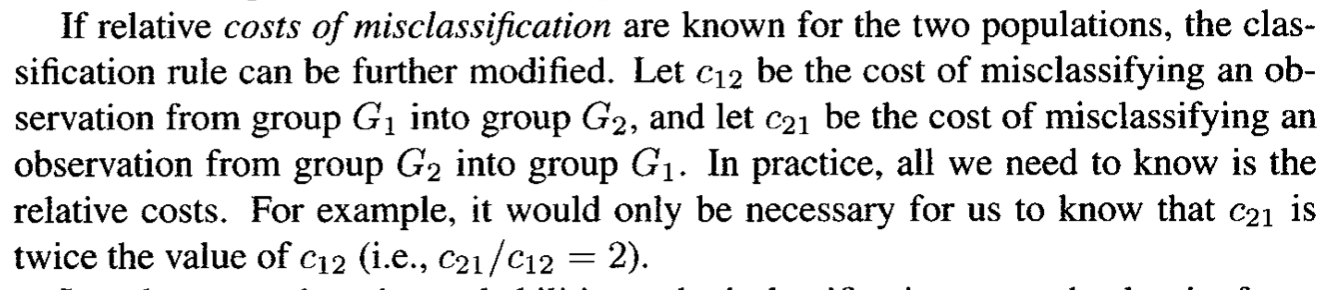 If relative costs of misclassification are known for the two populations, the clas-
sification rule can be further modified. Let c₁₂ be the cost of misclassifying an ob-
servation from group G₁ into group G₂, and let c₂₁ be the cost of misclassifying an
observation from group G₂ into group G₁. In practice, all we need to know is the
relative costs. For example, it would only be necessary for us to know that c₂₁ is
twice the value of c₁₂ (i.e., c₂₁/c₁₂ = 2).